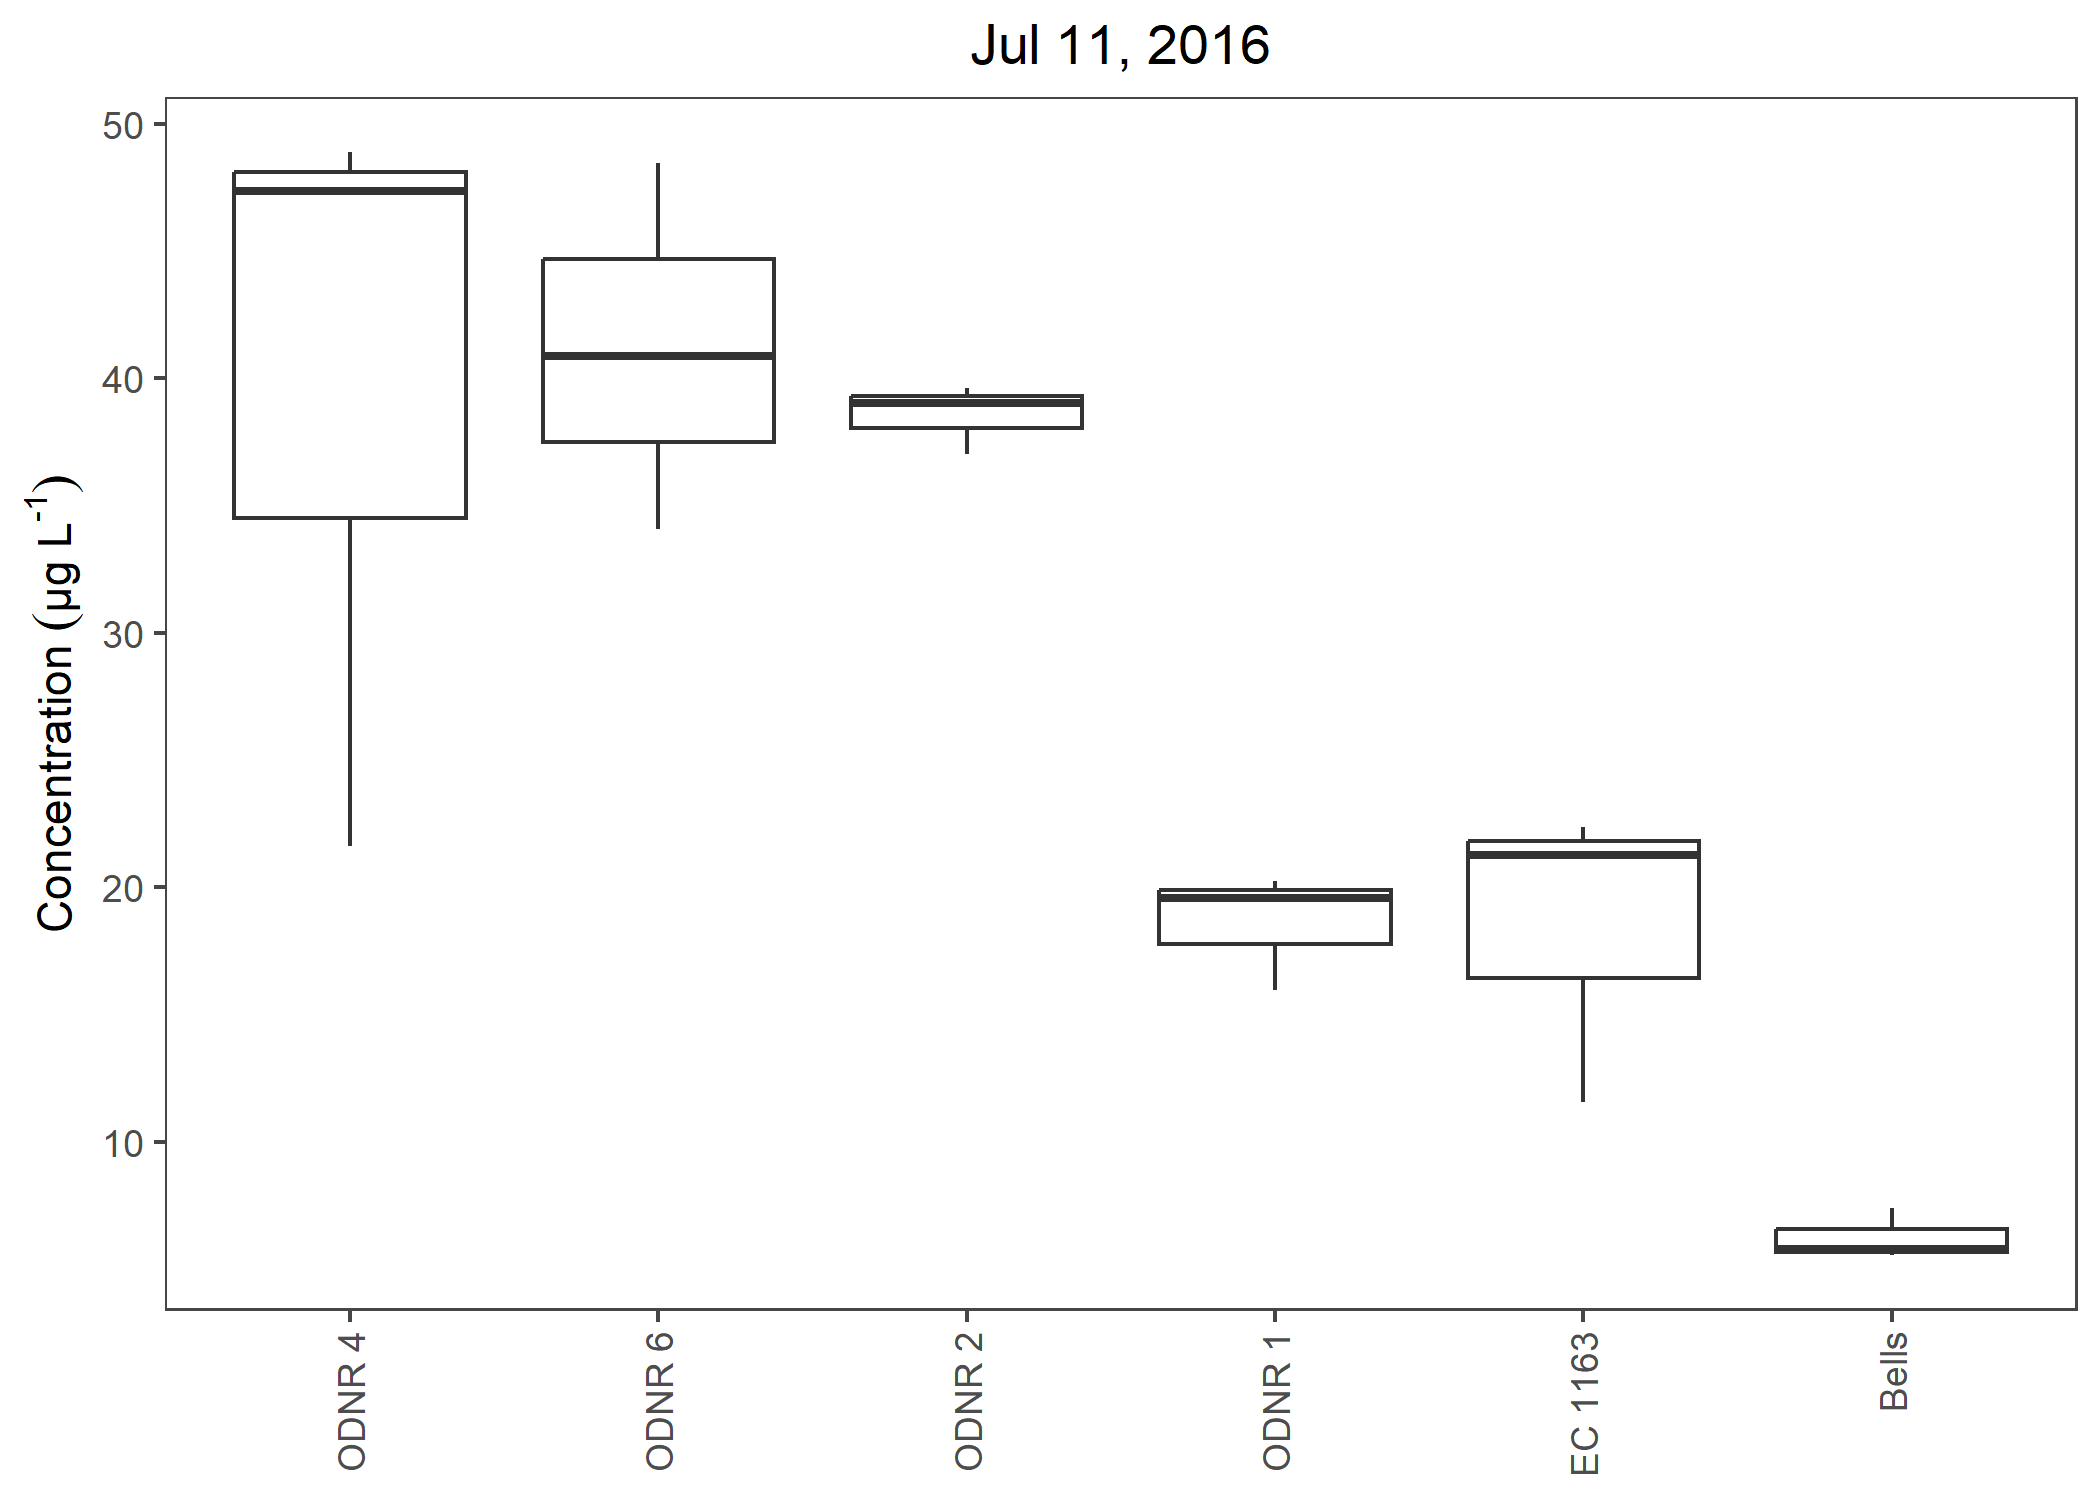 Jul 11, 2016
Concentration (µg L⁻¹)
50
40
30
20
10
ODNR 4
ODNR 6
ODNR 2
ODNR 1
EC 1163
Bells